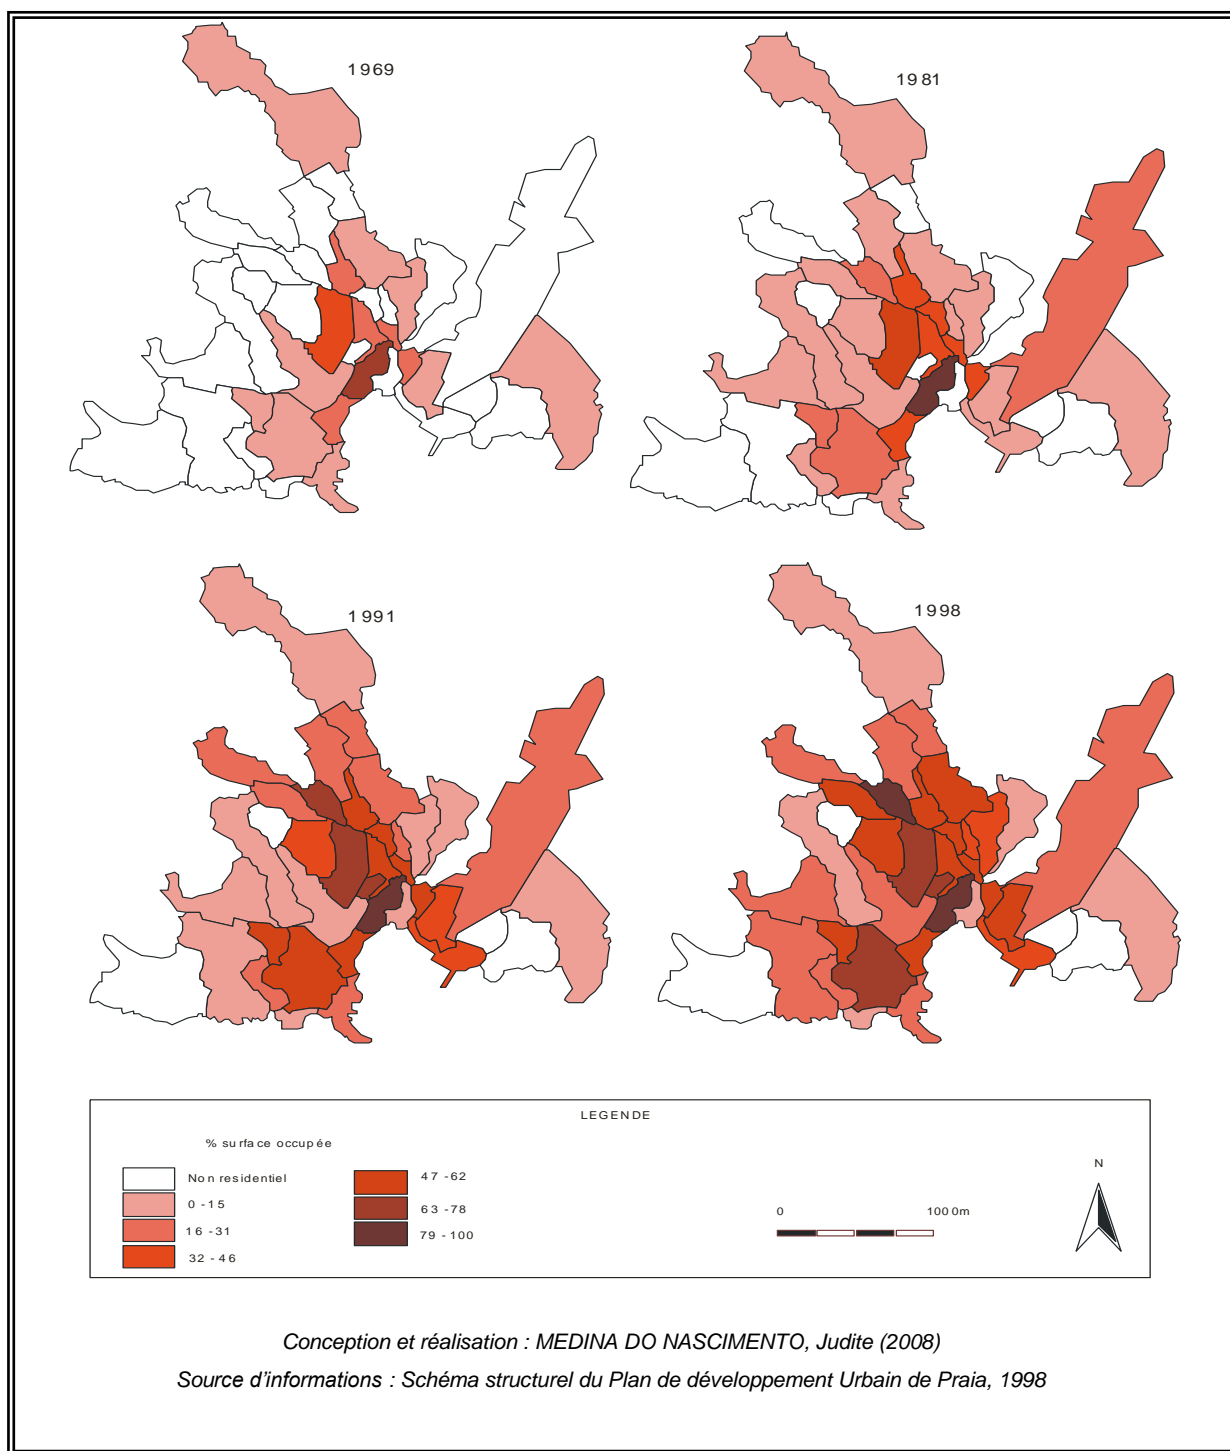 1969
1981
1991
1998
LEGENDE
% surface occupée
Non residentiel
0 -15
16 -31
32 - 46
47 -62
63 -78
79 -100
0 1000m
N
Conception et réalisation : MEDINA DO NASCIMENTO, Judite (2008)
Source d'informations : Schéma structurel du Plan de développement Urbain de Praia, 1998